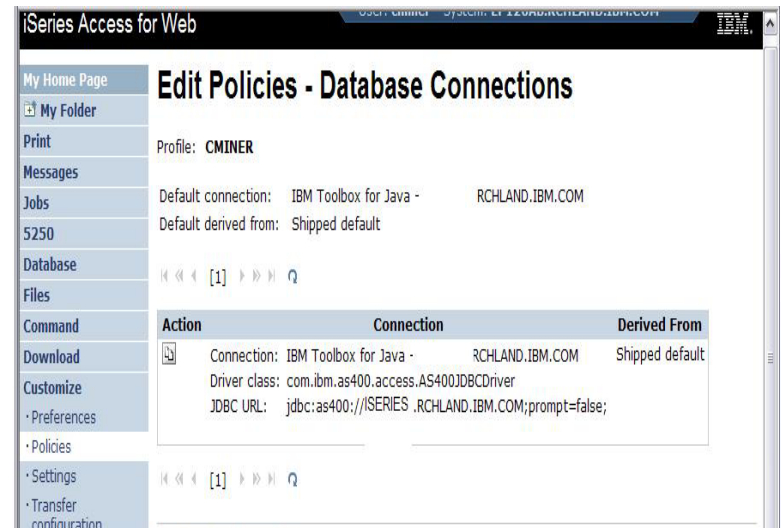 iSeries Access for Web
IBM.
My Home Page
My Folder
Print
Messages
Jobs
5250
Database
Files
Command
Download
Customize
· Preferences
· Policies
· Settings
· Transfer
configuration
Edit Policies - Database Connections
Profile: CMINER
Default connection: IBM Toolbox for Java - RCHLAND.IBM.COM
Default derived from: Shipped default
[1]
Action Connection Derived From
Connection: IBM Toolbox for Java - RCHLAND.IBM.COM Shipped default
Driver class: com.ibm.as400.access.AS400JDBCDriver
JDBC URL: jdbc:as400://ISERIES .RCHLAND.IBM.COM;prompt=false;
[1]